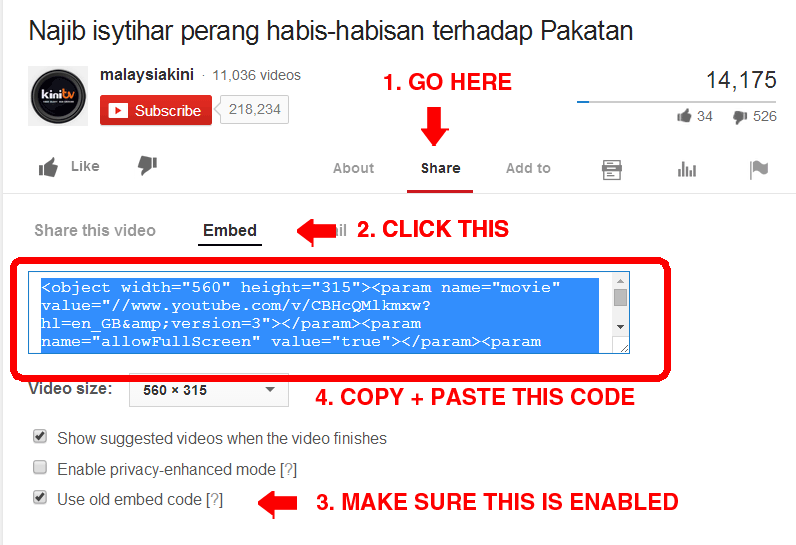 Najib isytihar perang habis-habisan terhadap Pakatan
kinitv
malaysiakini · 11,036 videos
Subscribe 218,234
1. GO HERE
14,175
34 526
Like
About Share Add to
Share this video Embed
2. CLICK THIS
<object width="560" height="315"><param name="movie"
value="//www.youtube.com/v/CBHcQMlkmxw?
hl=en_GB&amp;version=3"></param><param
name="allowFullScreen" value="true"></param><param
Video size: 560 × 315
4. COPY + PASTE THIS CODE
Show suggested videos when the video finishes
Enable privacy-enhanced mode [?]
Use old embed code [?]
3. MAKE SURE THIS IS ENABLED